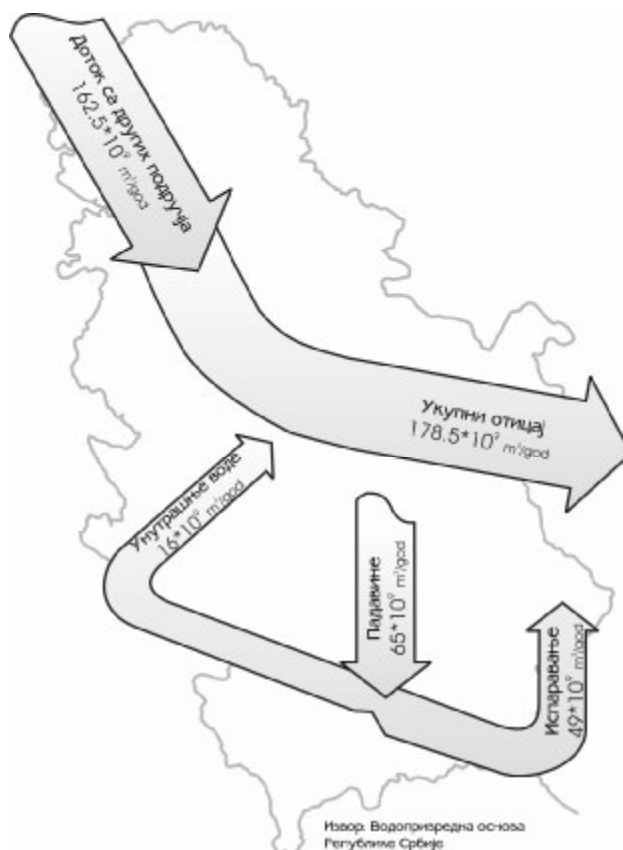 Доток са других подручја
162.5*10⁹ m³/god
Укупни отицај
178.5*10⁹ m³/god
Унутрашње воде
16*10⁹ m³/god
Падавине
65*10⁹ m³/god
Испаравање
49*10⁹ m³/god
Извор: Водопривредна основа
Републике Србије